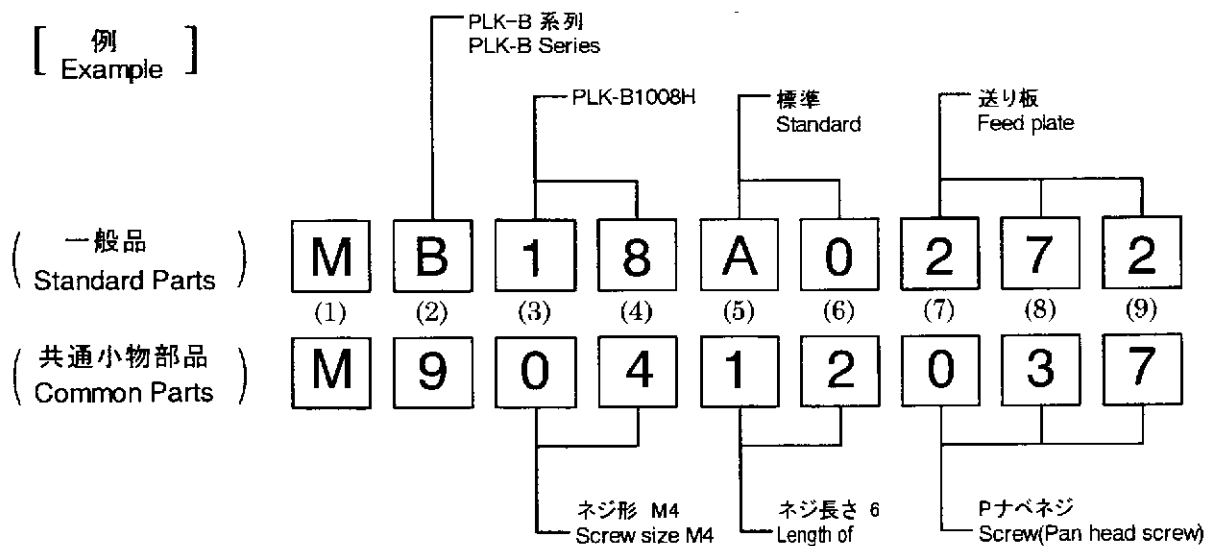 [ 例 ]
Example
PLK-B 系列
PLK-B Series
PLK-B1008H
標準
Standard
送り板
Feed plate
( 一般品 )
Standard Parts
M B 1 8 A 0 2 7 2
(1) (2) (3) (4) (5) (6) (7) (8) (9)
( 共通小物部品 )
Common Parts
M 9 0 4 1 2 0 3 7
ネジ形 M4
Screw size M4
ネジ長さ 6
Length of
Pナベネジ
Screw(Pan head screw)